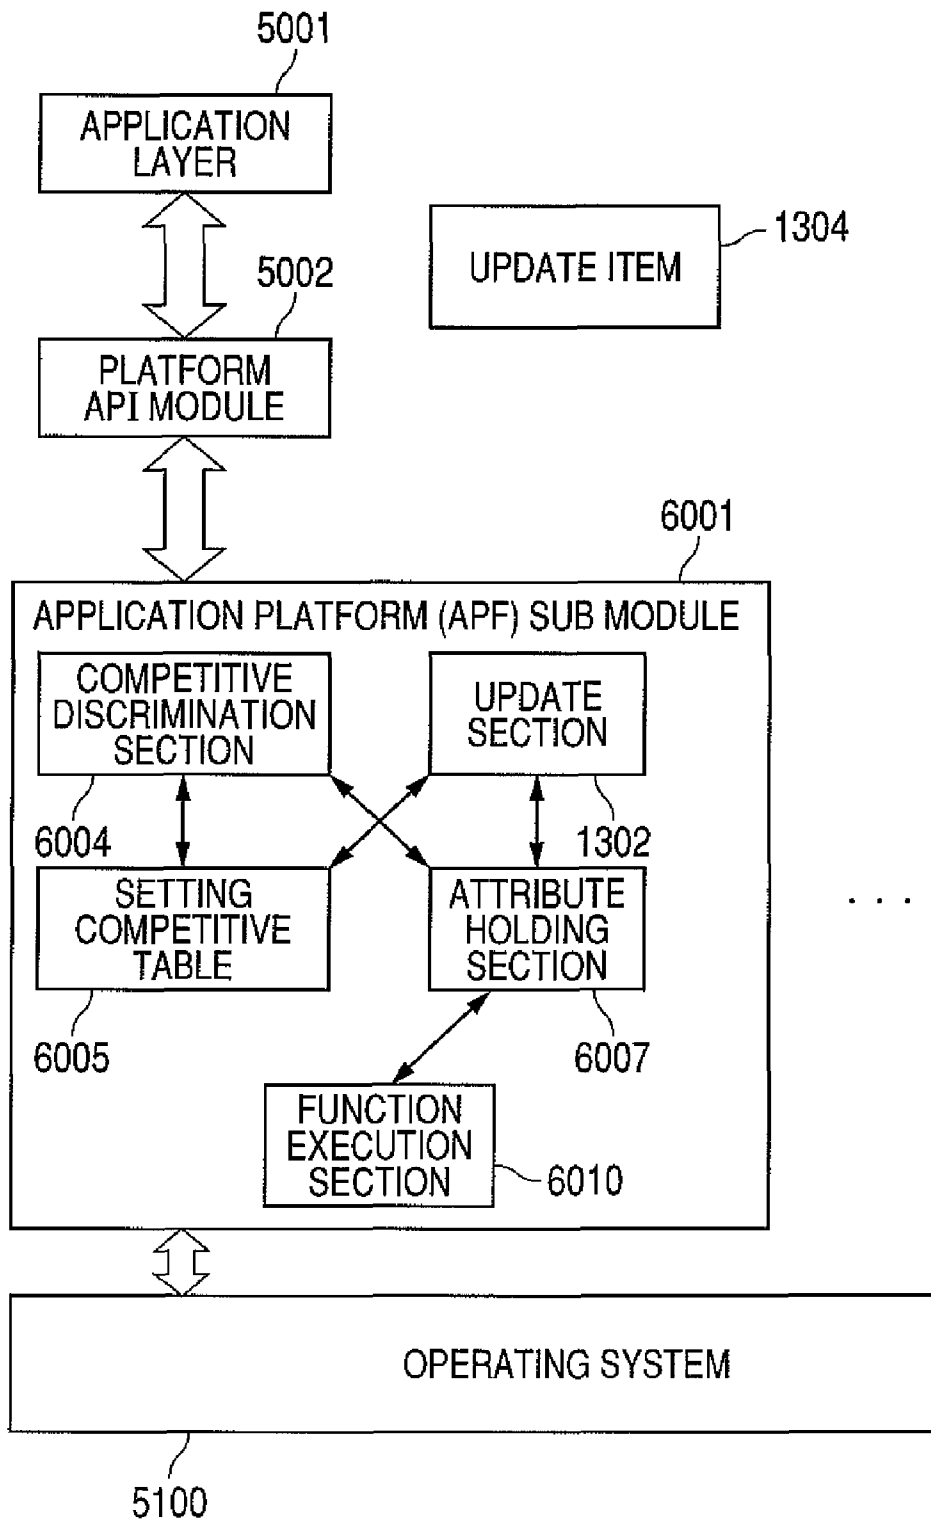 5001
APPLICATION
LAYER
1304
UPDATE ITEM
5002
PLATFORM
API MODULE
6001
APPLICATION PLATFORM (APF) SUB MODULE
COMPETITIVE
DISCRIMINATION
SECTION
UPDATE
SECTION
6004
1302
SETTING
COMPETITIVE
TABLE
ATTRIBUTE
HOLDING
SECTION
. . .
6005
6007
FUNCTION
EXECUTION
SECTION
6010
OPERATING SYSTEM
5100